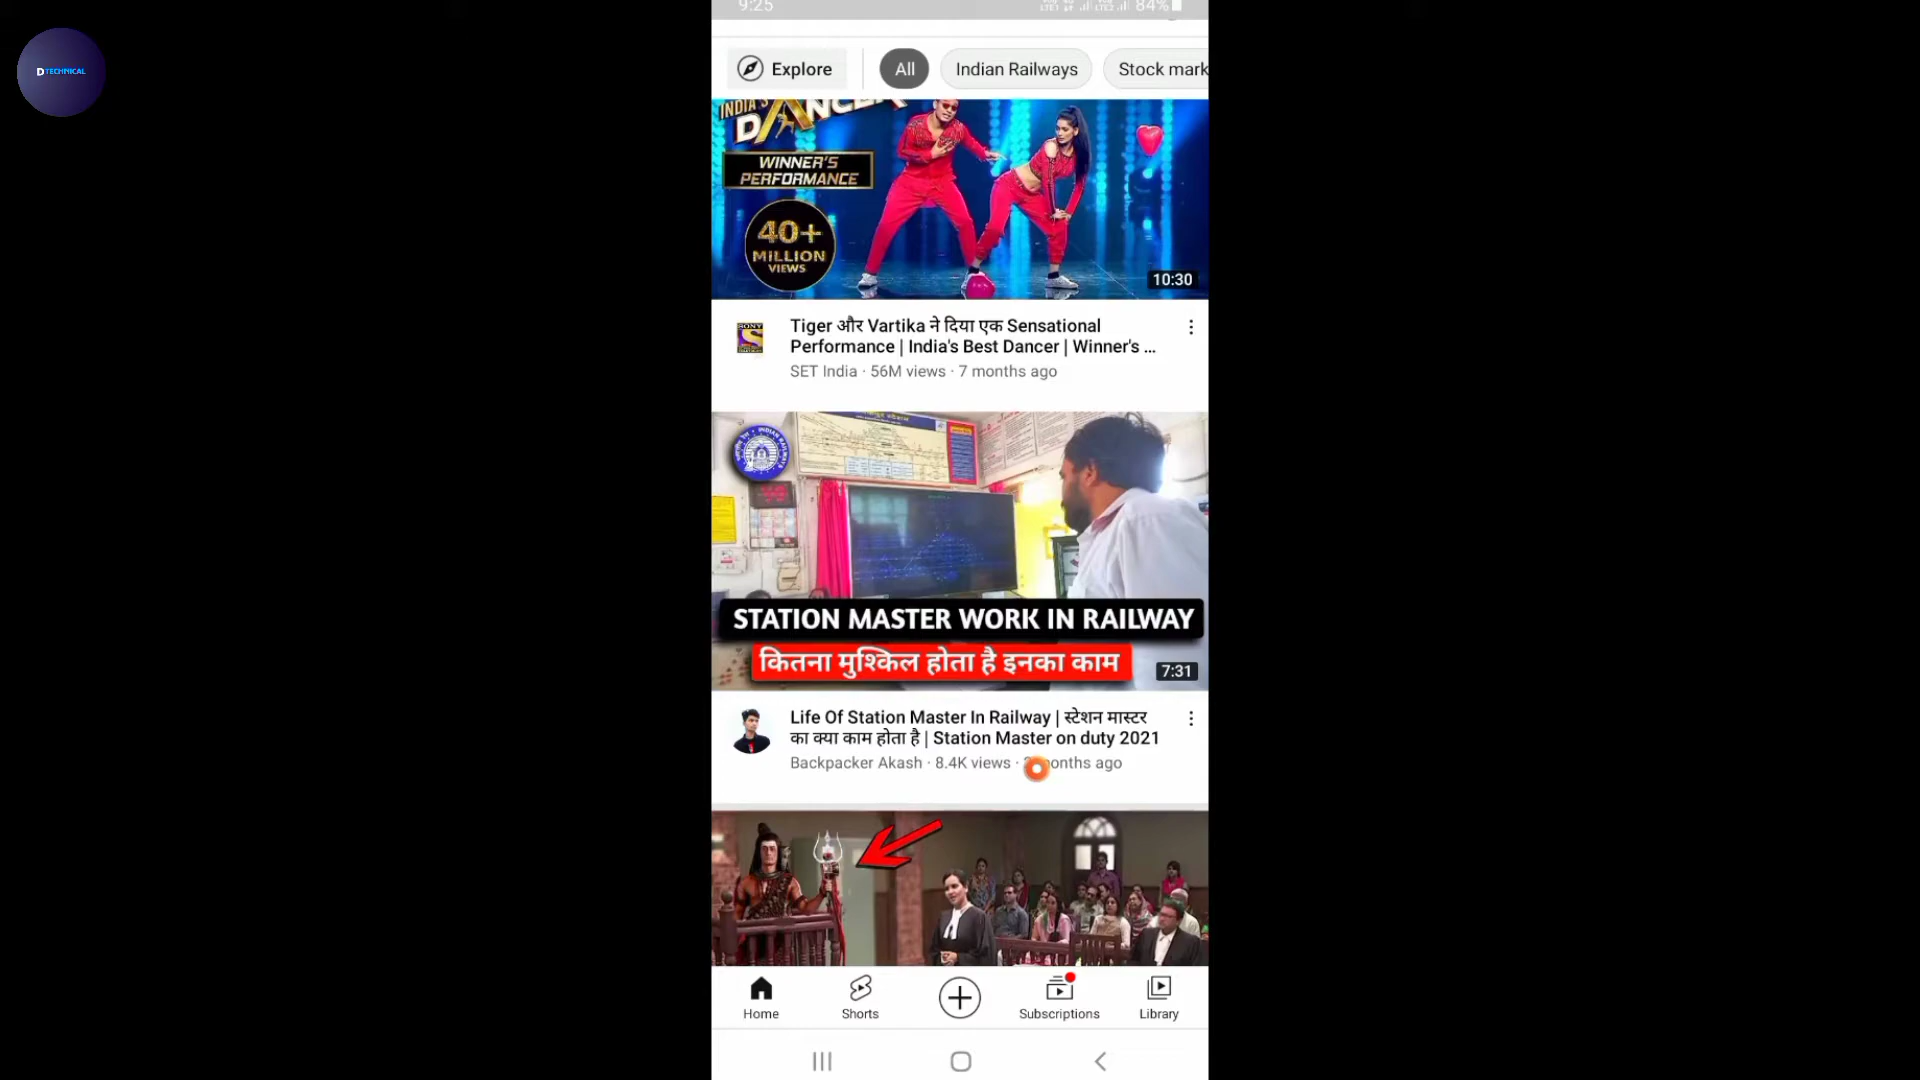 9:25
84%
D TECHNICAL
Explore
All
Indian Railways
Stock mark
INDIA'S
DANCER
WINNER'S
PERFORMANCE
40+
MILLION
VIEWS
10:30
Tiger और Vartika ने दिया एक Sensational
Performance | India's Best Dancer | Winner's ...
SET India · 56M views · 7 months ago
STATION MASTER WORK IN RAILWAY
कितना मुश्किल होता है इनका काम
7:31
Life Of Station Master In Railway | स्टेशन मास्टर
का क्या काम होता है | Station Master on duty 2021
Backpacker Akash · 8.4K views · onths ago
Home
Shorts
Subscriptions
Library